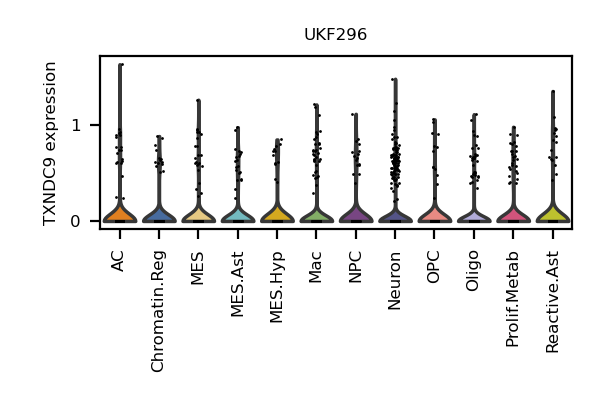 UKF296
TXNDC9 expression
1
0
AC
Chromatin.Reg
MES
MES.Ast
MES.Hyp
Mac
NPC
Neuron
OPC
Oligo
Prolif.Metab
Reactive.Ast